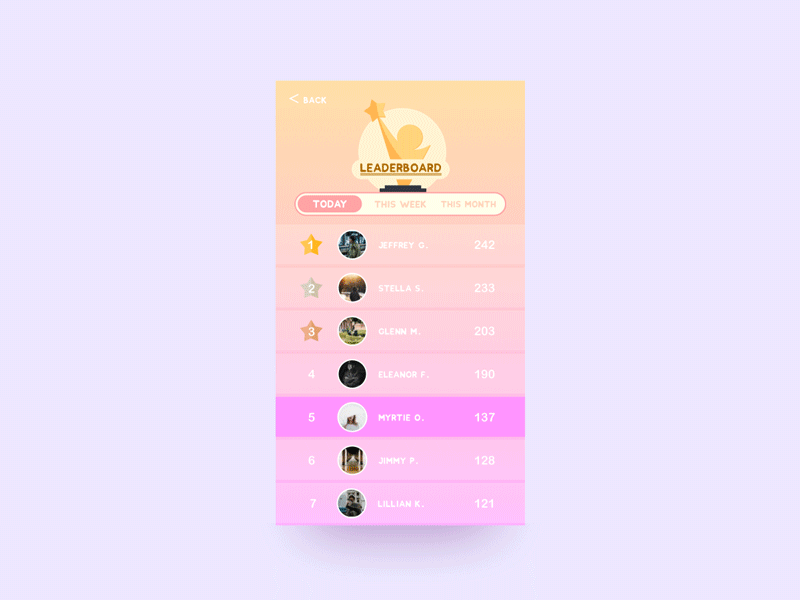 < BACK
LEADERBOARD
TODAY THIS WEEK THIS MONTH
1 JEFFREY G. 242
2 STELLA S. 233
3 GLENN M. 203
4 ELEANOR F. 190
5 MYRTIE O. 137
6 JIMMY P. 128
7 LILLIAN K. 121